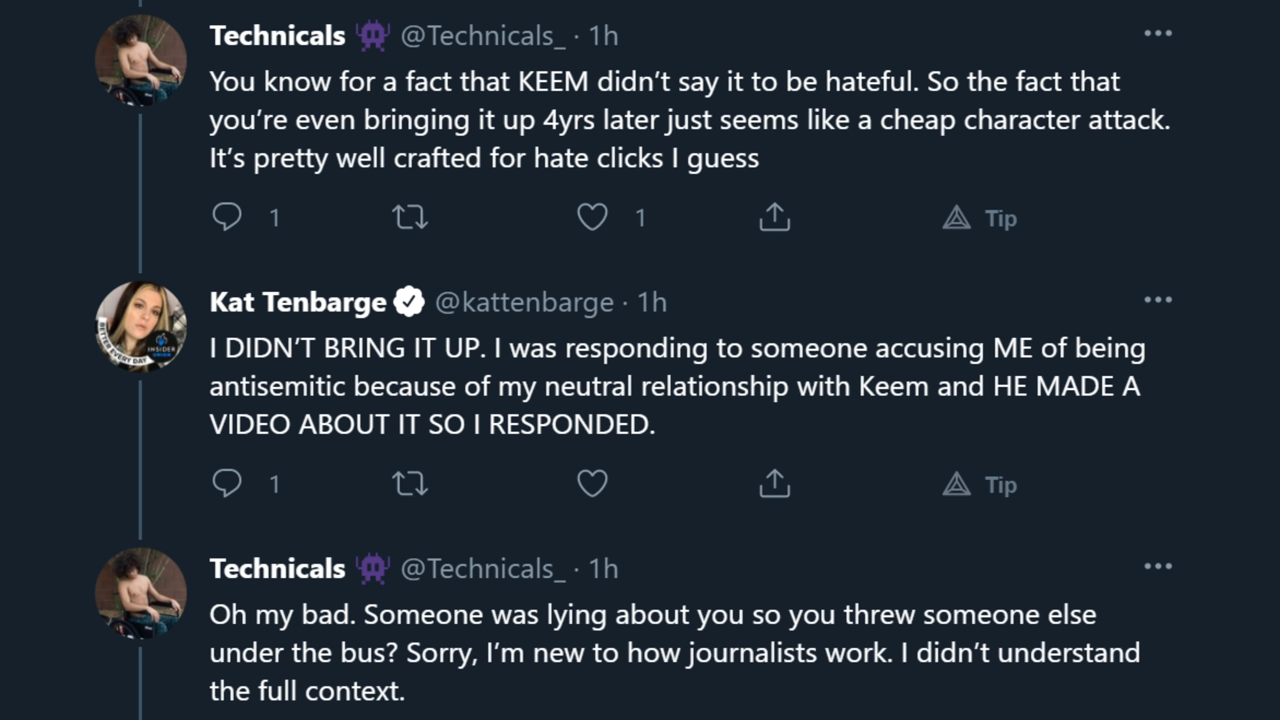 Technicals 👾 @Technicals_ · 1h
You know for a fact that KEEM didn’t say it to be hateful. So the fact that
you’re even bringing it up 4yrs later just seems like a cheap character attack.
It’s pretty well crafted for hate clicks I guess
1 1 Tip
Kat Tenbarge @kattenbarge · 1h
BETTER EVERY DAY
INSIDER
UNION
I DIDN’T BRING IT UP. I was responding to someone accusing ME of being
antisemitic because of my neutral relationship with Keem and HE MADE A
VIDEO ABOUT IT SO I RESPONDED.
1 Tip
Technicals 👾 @Technicals_ · 1h
Oh my bad. Someone was lying about you so you threw someone else
under the bus? Sorry, I’m new to how journalists work. I didn’t understand
the full context.